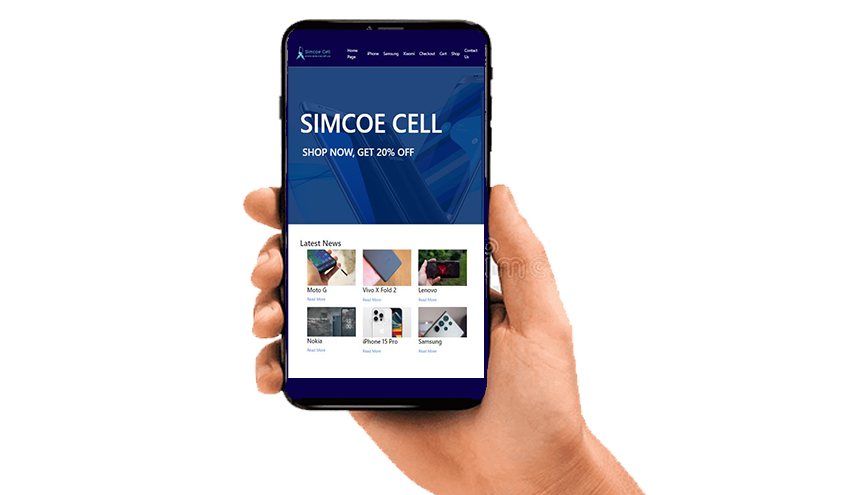 Simcoe Cell
Home Page
iPhone
Samsung
Xiaomi
Checkout
Cart
Shop
Contact Us
SIMCOE CELL
SHOP NOW, GET 20% OFF
Latest News
Moto G
Vivo X Fold 2
Lenovo
Read More
Read More
Read More
Nokia
iPhone 15 Pro
Samsung
Read More
Read More
Read More